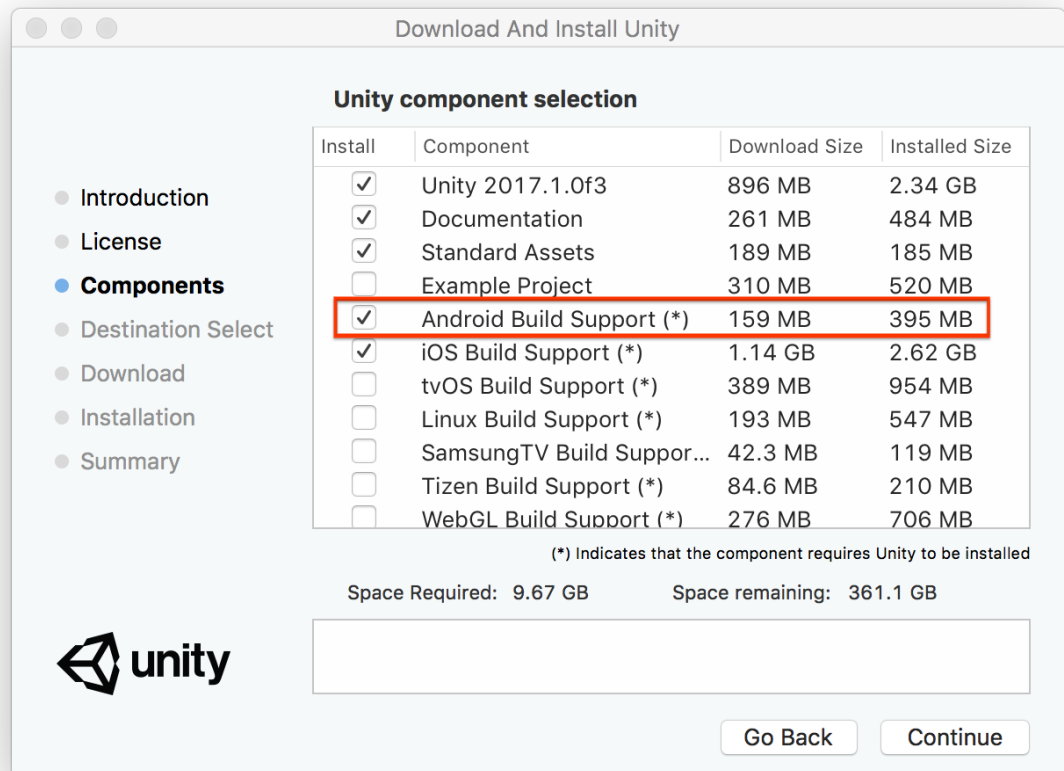 Download And Install Unity
Unity component selection
Install Component Download Size Installed Size
Unity 2017.1.0f3 896 MB 2.34 GB
Documentation 261 MB 484 MB
Standard Assets 189 MB 185 MB
Example Project 310 MB 520 MB
Android Build Support (*) 159 MB 395 MB
iOS Build Support (*) 1.14 GB 2.62 GB
tvOS Build Support (*) 389 MB 954 MB
Linux Build Support (*) 193 MB 547 MB
SamsungTV Build Suppor... 42.3 MB 119 MB
Tizen Build Support (*) 84.6 MB 210 MB
WebGL Build Support (*) 276 MB 706 MB
(*) Indicates that the component requires Unity to be installed
Space Required: 9.67 GB Space remaining: 361.1 GB
Introduction
License
Components
Destination Select
Download
Installation
Summary
unity
Go Back Continue